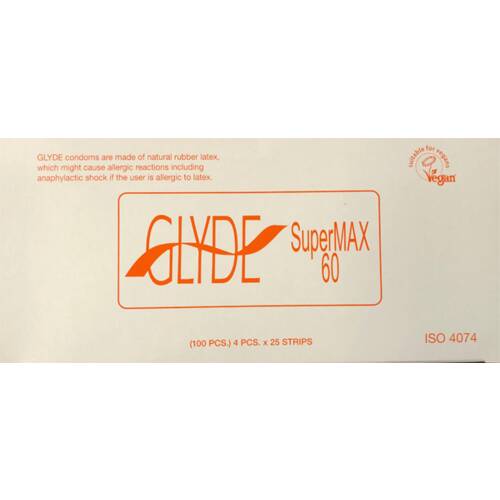 GLYDE condoms are made of natural rubber latex,
which might cause allergic reactions including
anaphylactic shock if the user is allergic to latex.
suitable for vegans
Vegan
GLYDE
SuperMAX
60
(100 PCS.) 4 PCS. x 25 STRIPS
ISO 4074